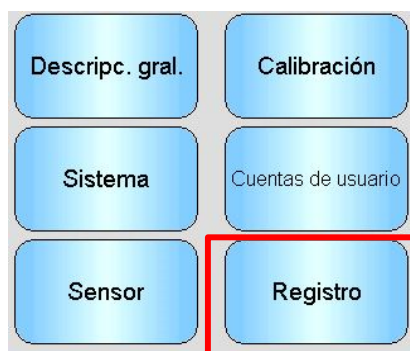 Descripc. gral.
Calibración
Sistema
Cuentas de usuario
Sensor
Registro